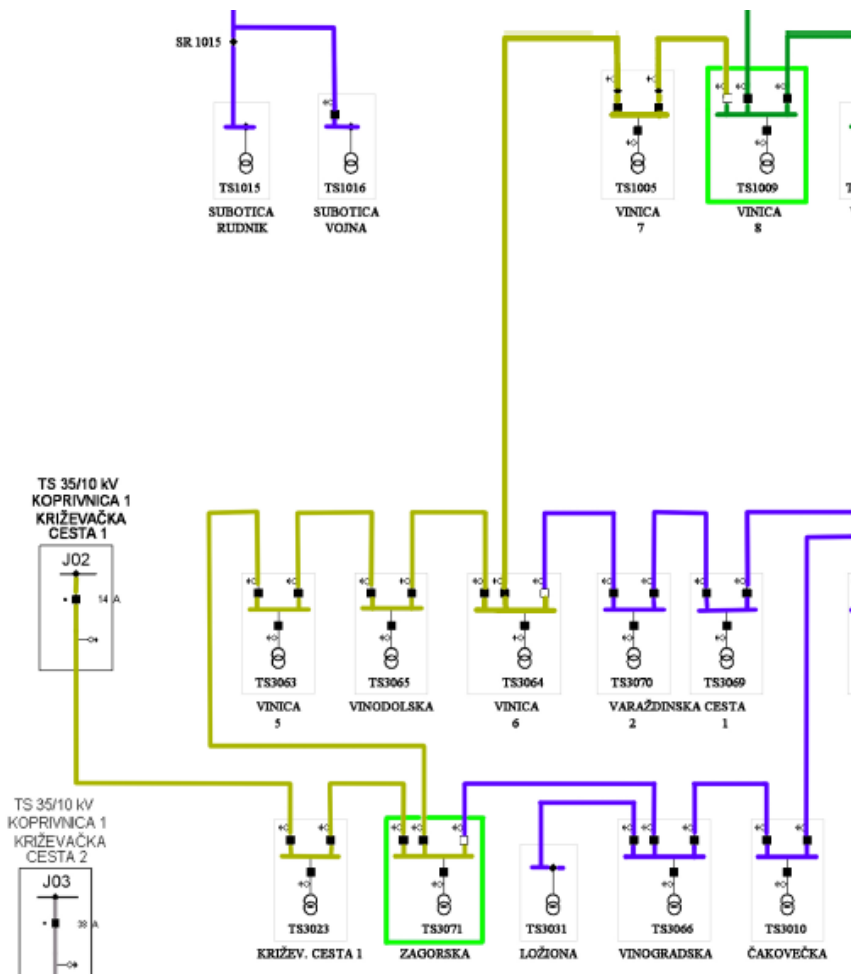 SR 1015
TS1015
TS1016
TS1005
TS1009
SUBOTICA
RUDNIK
SUBOTICA
VOJNA
VINICA
7
VINICA
8
TS 35/10 kV
KOPRIVNICA 1
KRIŽEVAČKA
CESTA 1
J02
14 A
TS3063
TS3065
TS3064
TS3070
TS3069
VINICA
5
VINODOLSKA
VINICA
6
VARAŽDINSKA CESTA
2 1
TS 35/10 kV
KOPRIVNICA 1
KRIŽEVAČKA
CESTA 2
J03
38 A
TS3023
TS3071
TS3031
TS3066
TS3010
KRIŽEV. CESTA 1
ZAGORSKA
LOŽIONA
VINOGRADSKA
ČAKOVEČKA